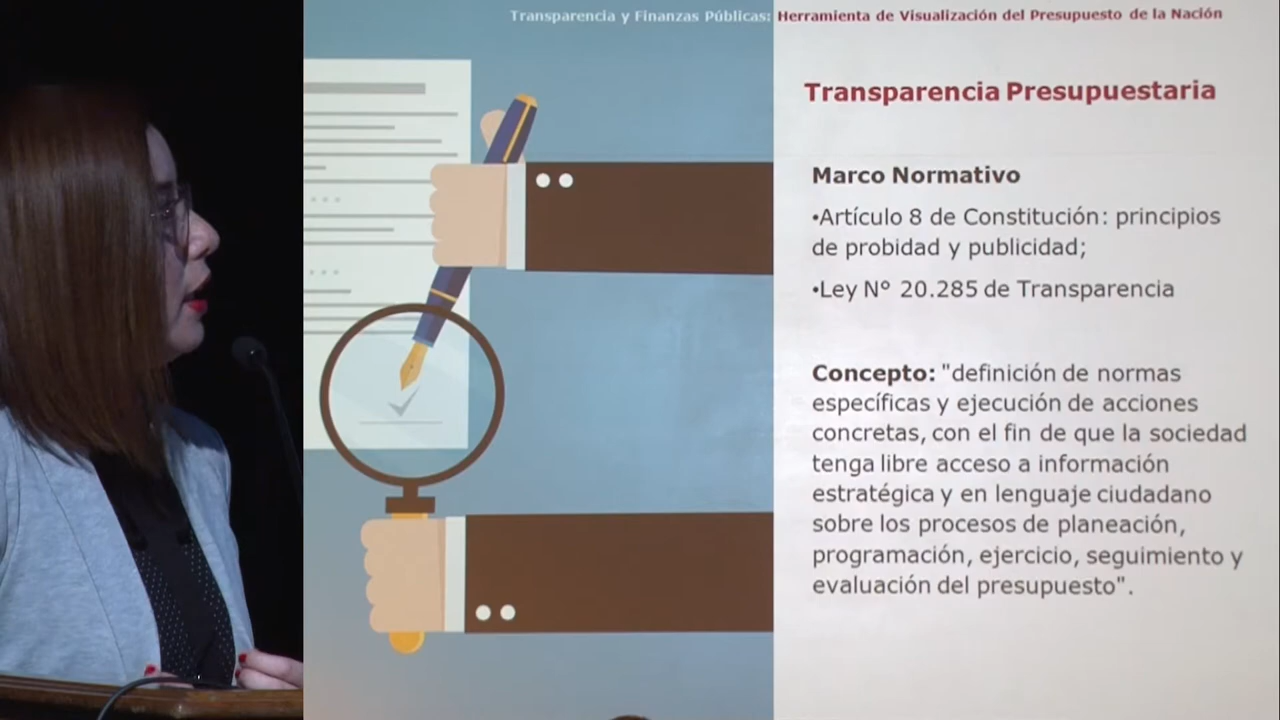 Transparencia y Finanzas Públicas: Herramienta de Visualización del Presupuesto de la Nación
Transparencia Presupuestaria
Marco Normativo
•Artículo 8 de Constitución: principios
de probidad y publicidad;
•Ley N° 20.285 de Transparencia
Concepto: "definición de normas
específicas y ejecución de acciones
concretas, con el fin de que la sociedad
tenga libre acceso a información
estratégica y en lenguaje ciudadano
sobre los procesos de planeación,
programación, ejercicio, seguimiento y
evaluación del presupuesto".